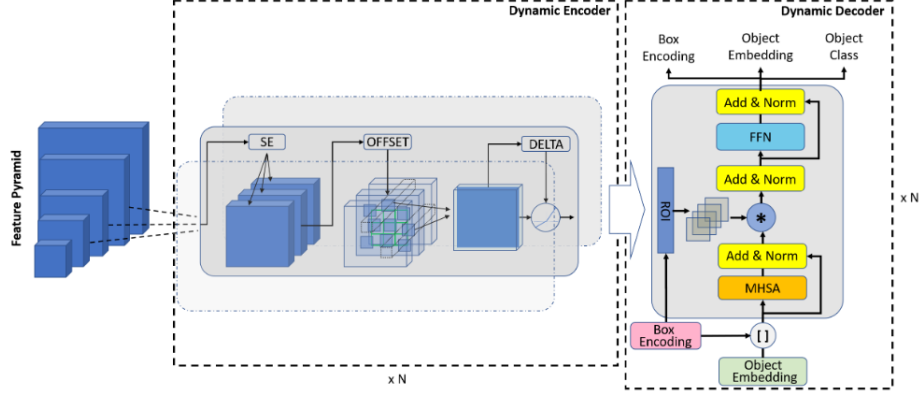 Dynamic Encoder
Dynamic Decoder
Feature Pyramid
SE
OFFSET
DELTA
x N
Box
Encoding
Object
Embedding
Object
Class
Add & Norm
FFN
Add & Norm
ROI
*
Add & Norm
MHSA
Box
Encoding
[ ]
Object
Embedding
x N